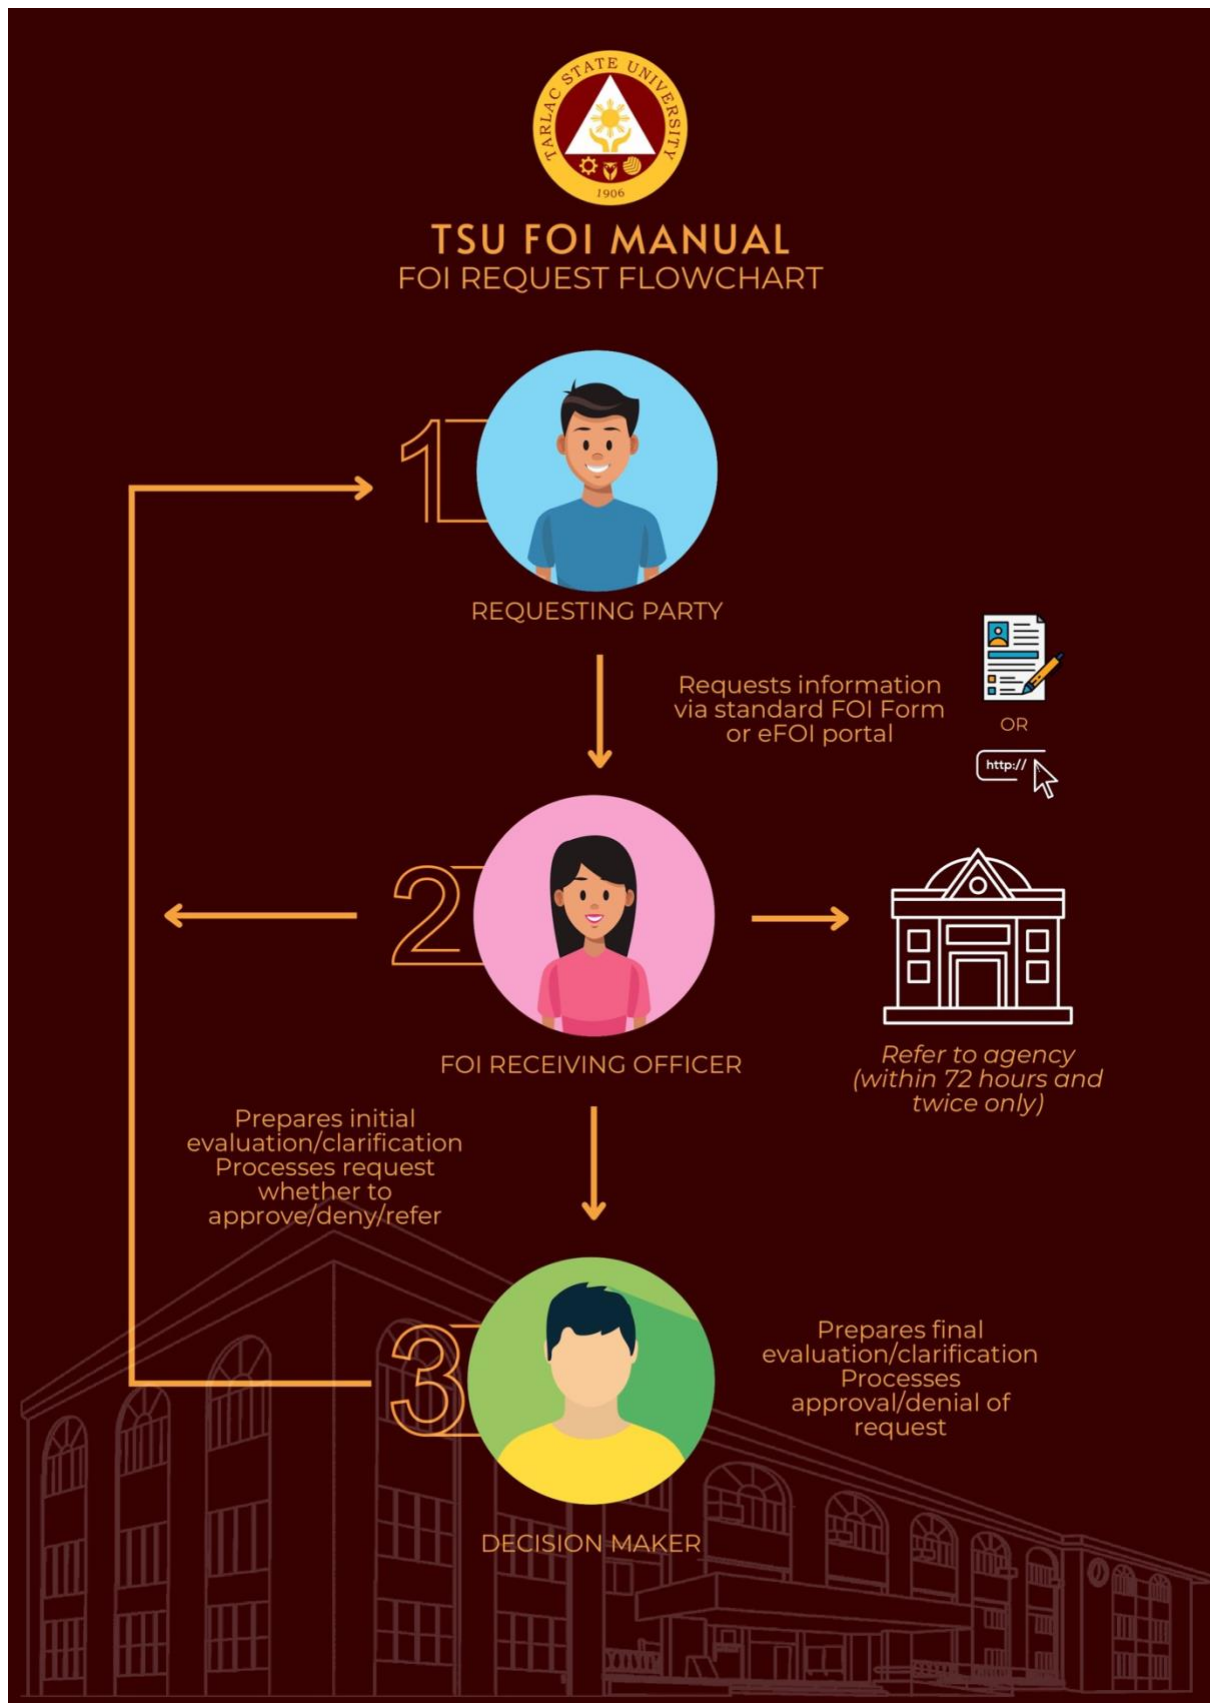 TARLAC STATE UNIVERSITY
1906
TSU FOI MANUAL
FOI REQUEST FLOWCHART
1
REQUESTING PARTY
Requests information
via standard FOI Form
or eFOI portal
OR
http://
2
FOI RECEIVING OFFICER
Refer to agency
(within 72 hours and
twice only)
Prepares initial
evaluation/clarification
Processes request
whether to
approve/deny/refer
3
Prepares final
evaluation/clarification
Processes
approval/denial of
request
DECISION MAKER